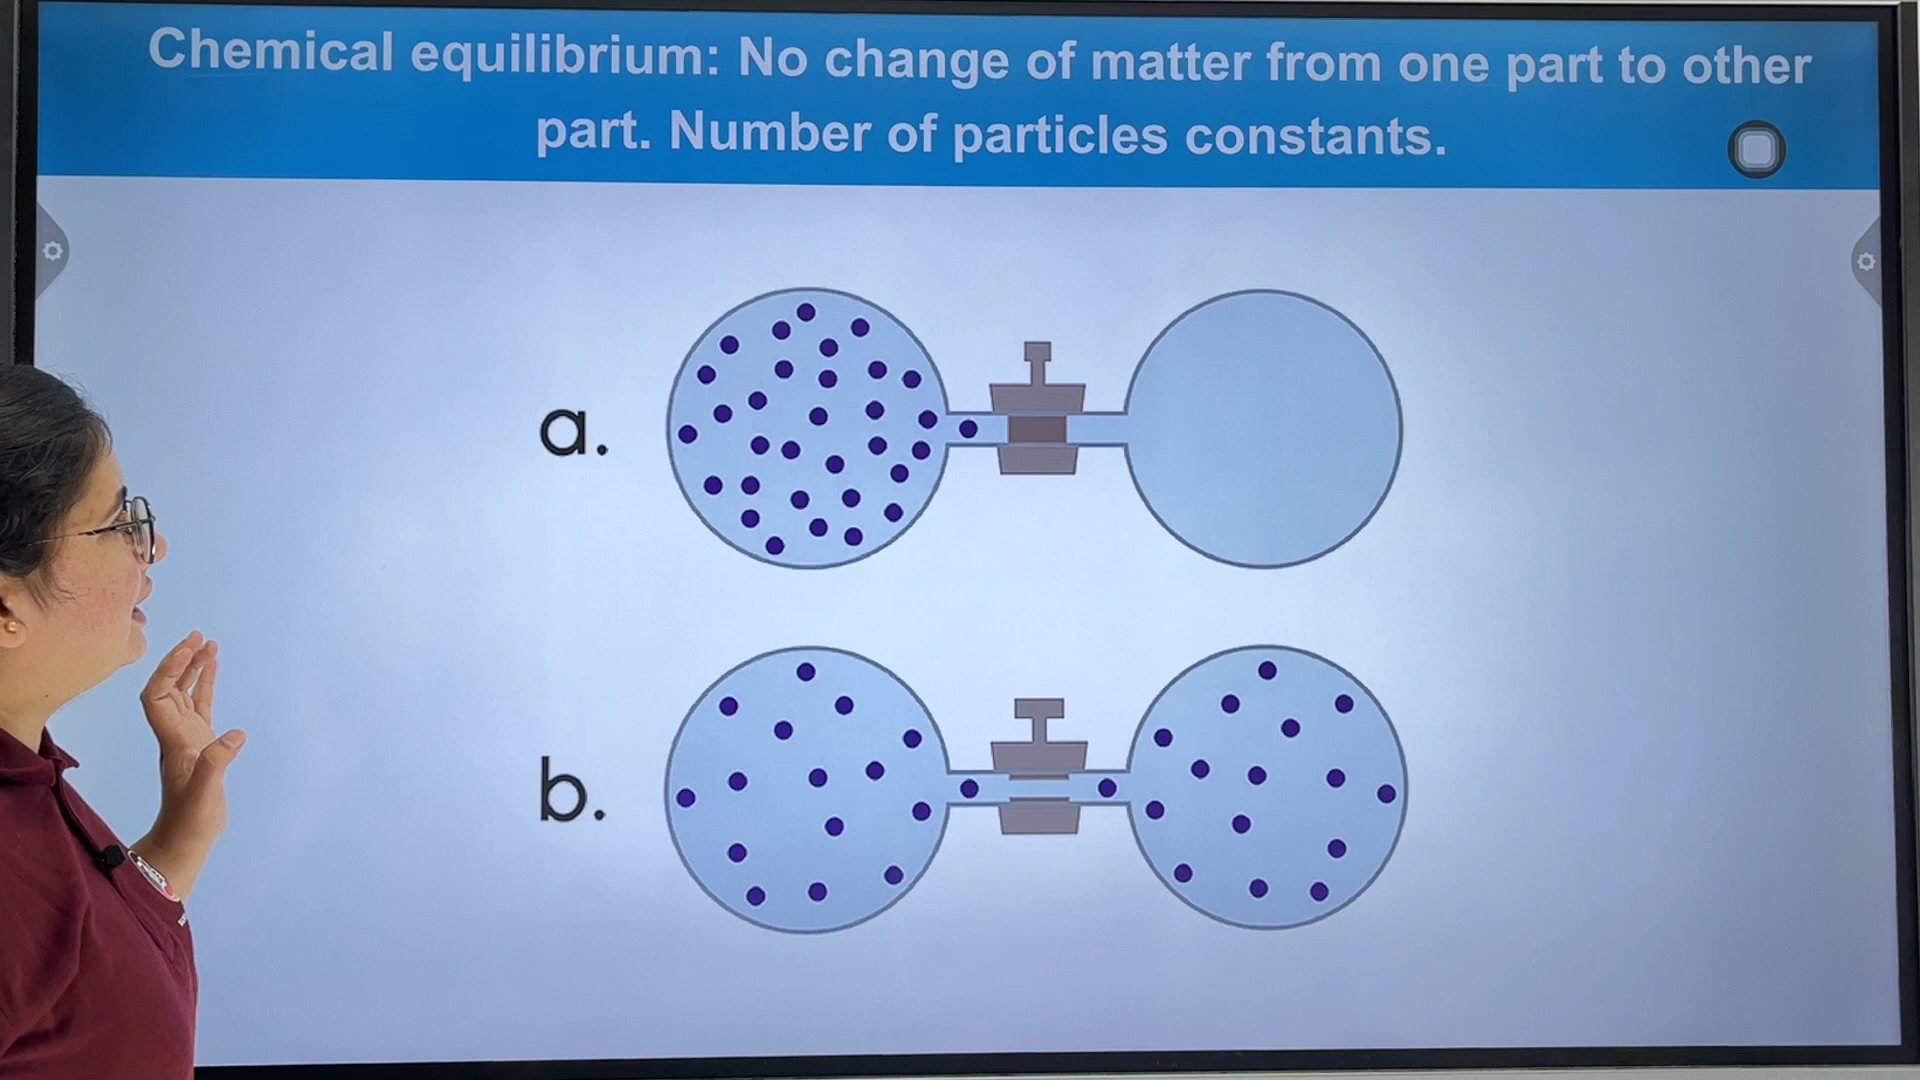 Chemical equilibrium: No change of matter from one part to other
part. Number of particles constants.
a.
b.